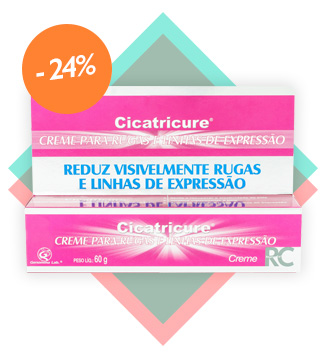 - 24%
Cicatricure®
CREME PARA RUGAS E LINHAS DE EXPRESSÃO
REDUZ VISIVELMENTE RUGAS
E LINHAS DE EXPRESSÃO
Cicatricure®
CREME PARA RUGAS E LINHAS DE EXPRESSÃO
PESO LÍQ.: 60 g
Creme
RC